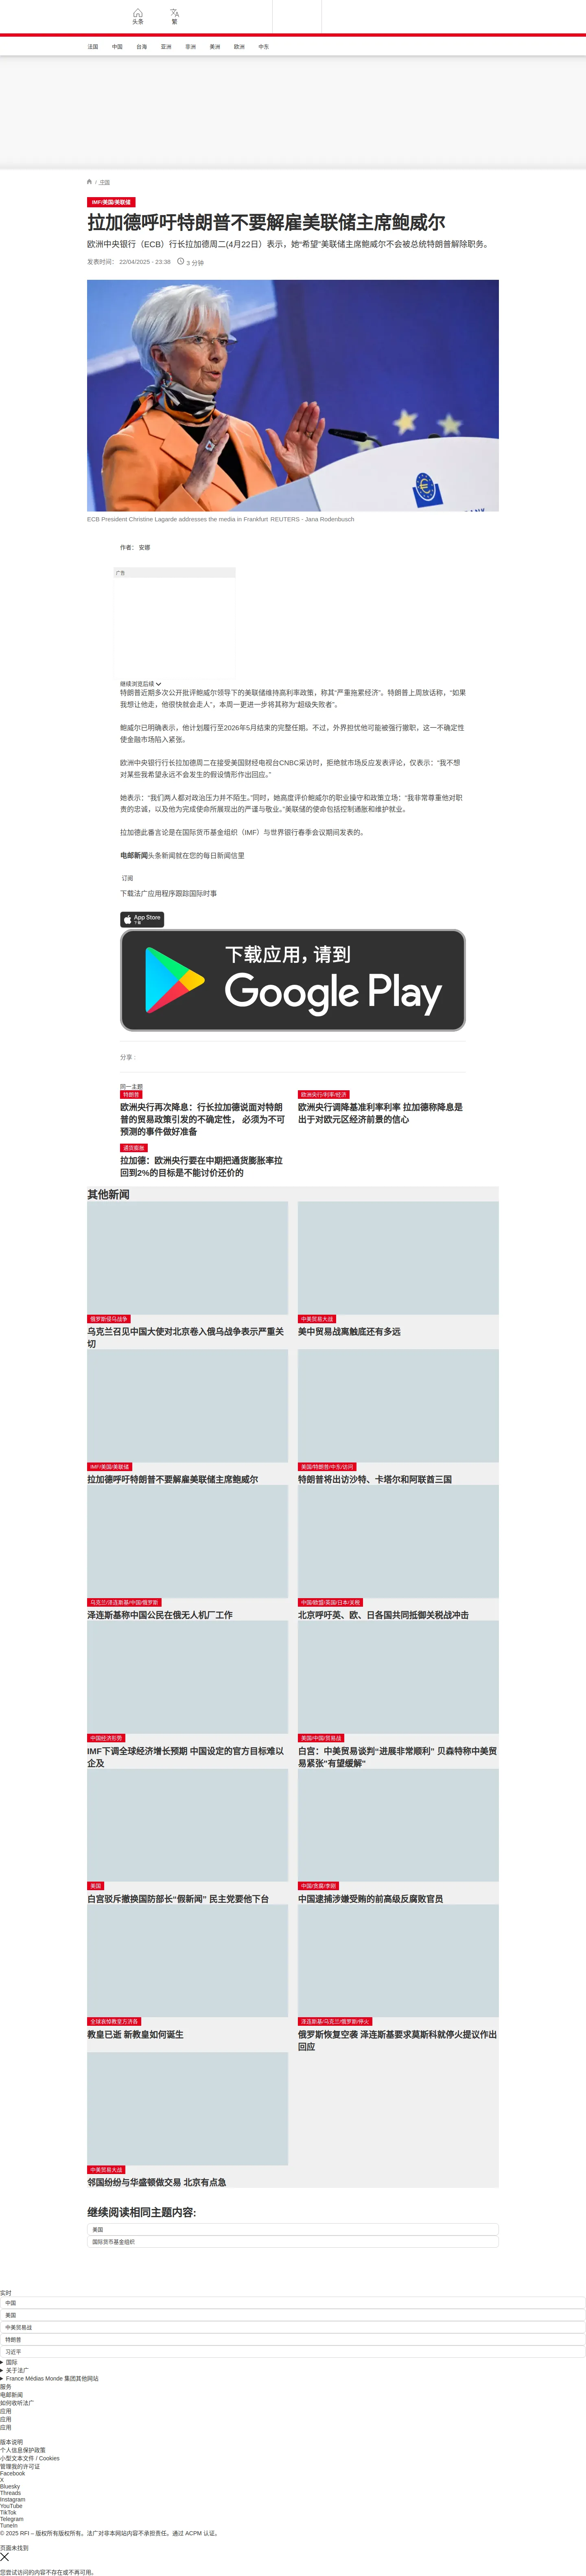 头条
繁
法国 中国 台海 亚洲 非洲 美洲 欧洲 中东
/ 中国
IMF/美国/美联储
拉加德呼吁特朗普不要解雇美联储主席鲍威尔
欧洲中央银行（ECB）行长拉加德周二(4月22日）表示，她“希望”美联储主席鲍威尔不会被总统特朗普解除职务。
发表时间： 22/04/2025 - 23:38 3 分钟
ECB President Christine Lagarde addresses the media in Frankfurt REUTERS - Jana Rodenbusch
作者： 安娜
广告
继续浏览后续
特朗普近期多次公开批评鲍威尔领导下的美联储维持高利率政策，称其“严重拖累经济”。特朗普上周放话称，“如果
我想让他走，他很快就会走人”，本周一更进一步将其称为“超级失败者”。
鲍威尔已明确表示，他计划履行至2026年5月结束的完整任期。不过，外界担忧他可能被强行撤职，这一不确定性
使金融市场陷入紧张。
欧洲中央银行行长拉加德周二在接受美国财经电视台CNBC采访时，拒绝就市场反应发表评论，仅表示：“我不想
对某些我希望永远不会发生的假设情形作出回应。”
她表示：“我们两人都对政治压力并不陌生。”同时，她高度评价鲍威尔的职业操守和政策立场：“我非常尊重他对职
责的忠诚，以及他为完成使命所展现出的严谨与敬业。”美联储的使命包括控制通胀和维护就业。
拉加德此番言论是在国际货币基金组织（IMF）与世界银行春季会议期间发表的。
电邮新闻头条新闻就在您的每日新闻信里
订阅
下载法广应用程序跟踪国际时事
App Store
下载
下载应用，请到
Google Play
分享 :
同一主题
特朗普
欧洲央行再次降息：行长拉加德说面对特朗
普的贸易政策引发的不确定性， 必须为不可
预测的事件做好准备
欧洲央行/利率/经济
欧洲央行调降基准利率利率 拉加德称降息是
出于对欧元区经济前景的信心
通货膨胀
拉加德：欧洲央行要在中期把通货膨胀率拉
回到2%的目标是不能讨价还价的
其他新闻
俄罗斯侵乌战争
乌克兰召见中国大使对北京卷入俄乌战争表示严重关
切
中美贸易大战
美中贸易战离触底还有多远
IMF/美国/美联储
拉加德呼吁特朗普不要解雇美联储主席鲍威尔
美国/特朗普/中东/访问
特朗普将出访沙特、卡塔尔和阿联酋三国
乌克兰/泽连斯基/中国/俄罗斯
泽连斯基称中国公民在俄无人机厂工作
中国/欧盟/英国/日本/关税
北京呼吁英、欧、日各国共同抵御关税战冲击
中国经济形势
IMF下调全球经济增长预期 中国设定的官方目标难以
企及
美国/中国/贸易战
白宫：中美贸易谈判"进展非常顺利" 贝森特称中美贸
易紧张"有望缓解"
美国
白宫驳斥撤换国防部长"假新闻" 民主党要他下台
中国/贪腐/李刚
中国逮捕涉嫌受贿的前高级反腐败官员
全球哀悼教皇方济各
教皇已逝 新教皇如何诞生
泽连斯基/乌克兰/俄罗斯/停火
俄罗斯恢复空袭 泽连斯基要求莫斯科就停火提议作出
回应
中美贸易大战
邻国纷纷与华盛顿做交易 北京有点急
继续阅读相同主题内容:
美国
国际货币基金组织
实时
中国
美国
中美贸易战
特朗普
习近平
国际
关于法广
France Médias Monde 集团其他网站
服务
电邮新闻
如何收听法广
应用
应用
应用
版本说明
个人信息保护政策
小型文本文件 / Cookies
管理我的许可证
Facebook
X
Bluesky
Threads
Instagram
YouTube
TikTok
Telegram
TuneIn
© 2025 RFI – 版权所有版权所有。法广对非本网站内容不承担责任。通过 ACPM 认证。
页面未找到
您尝试访问的内容不存在或不再可用。